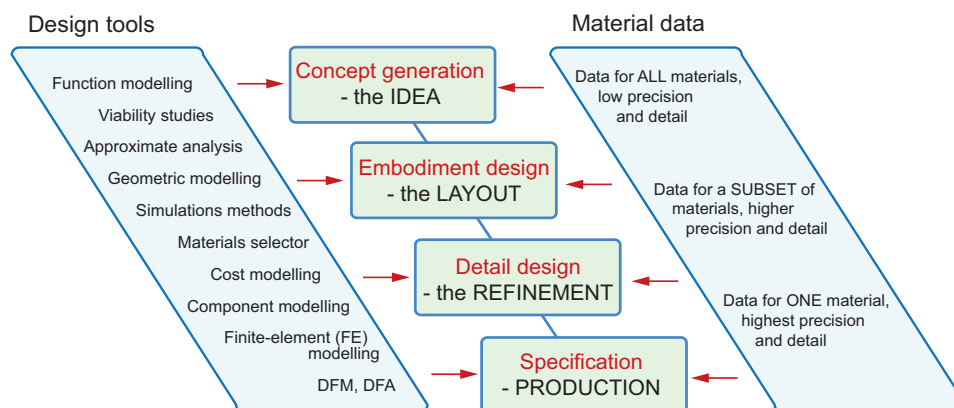 Design tools
Function modelling
Viability studies
Approximate analysis
Geometric modelling
Simulations methods
Materials selector
Cost modelling
Component modelling
Finite-element (FE)
modelling
DFM, DFA
Concept generation
- the IDEA
Embodiment design
- the LAYOUT
Detail design
- the REFINEMENT
Specification
- PRODUCTION
Material data
Data for ALL materials,
low precision
and detail
Data for a SUBSET of
materials, higher
precision and detail
Data for ONE material,
highest precision
and detail